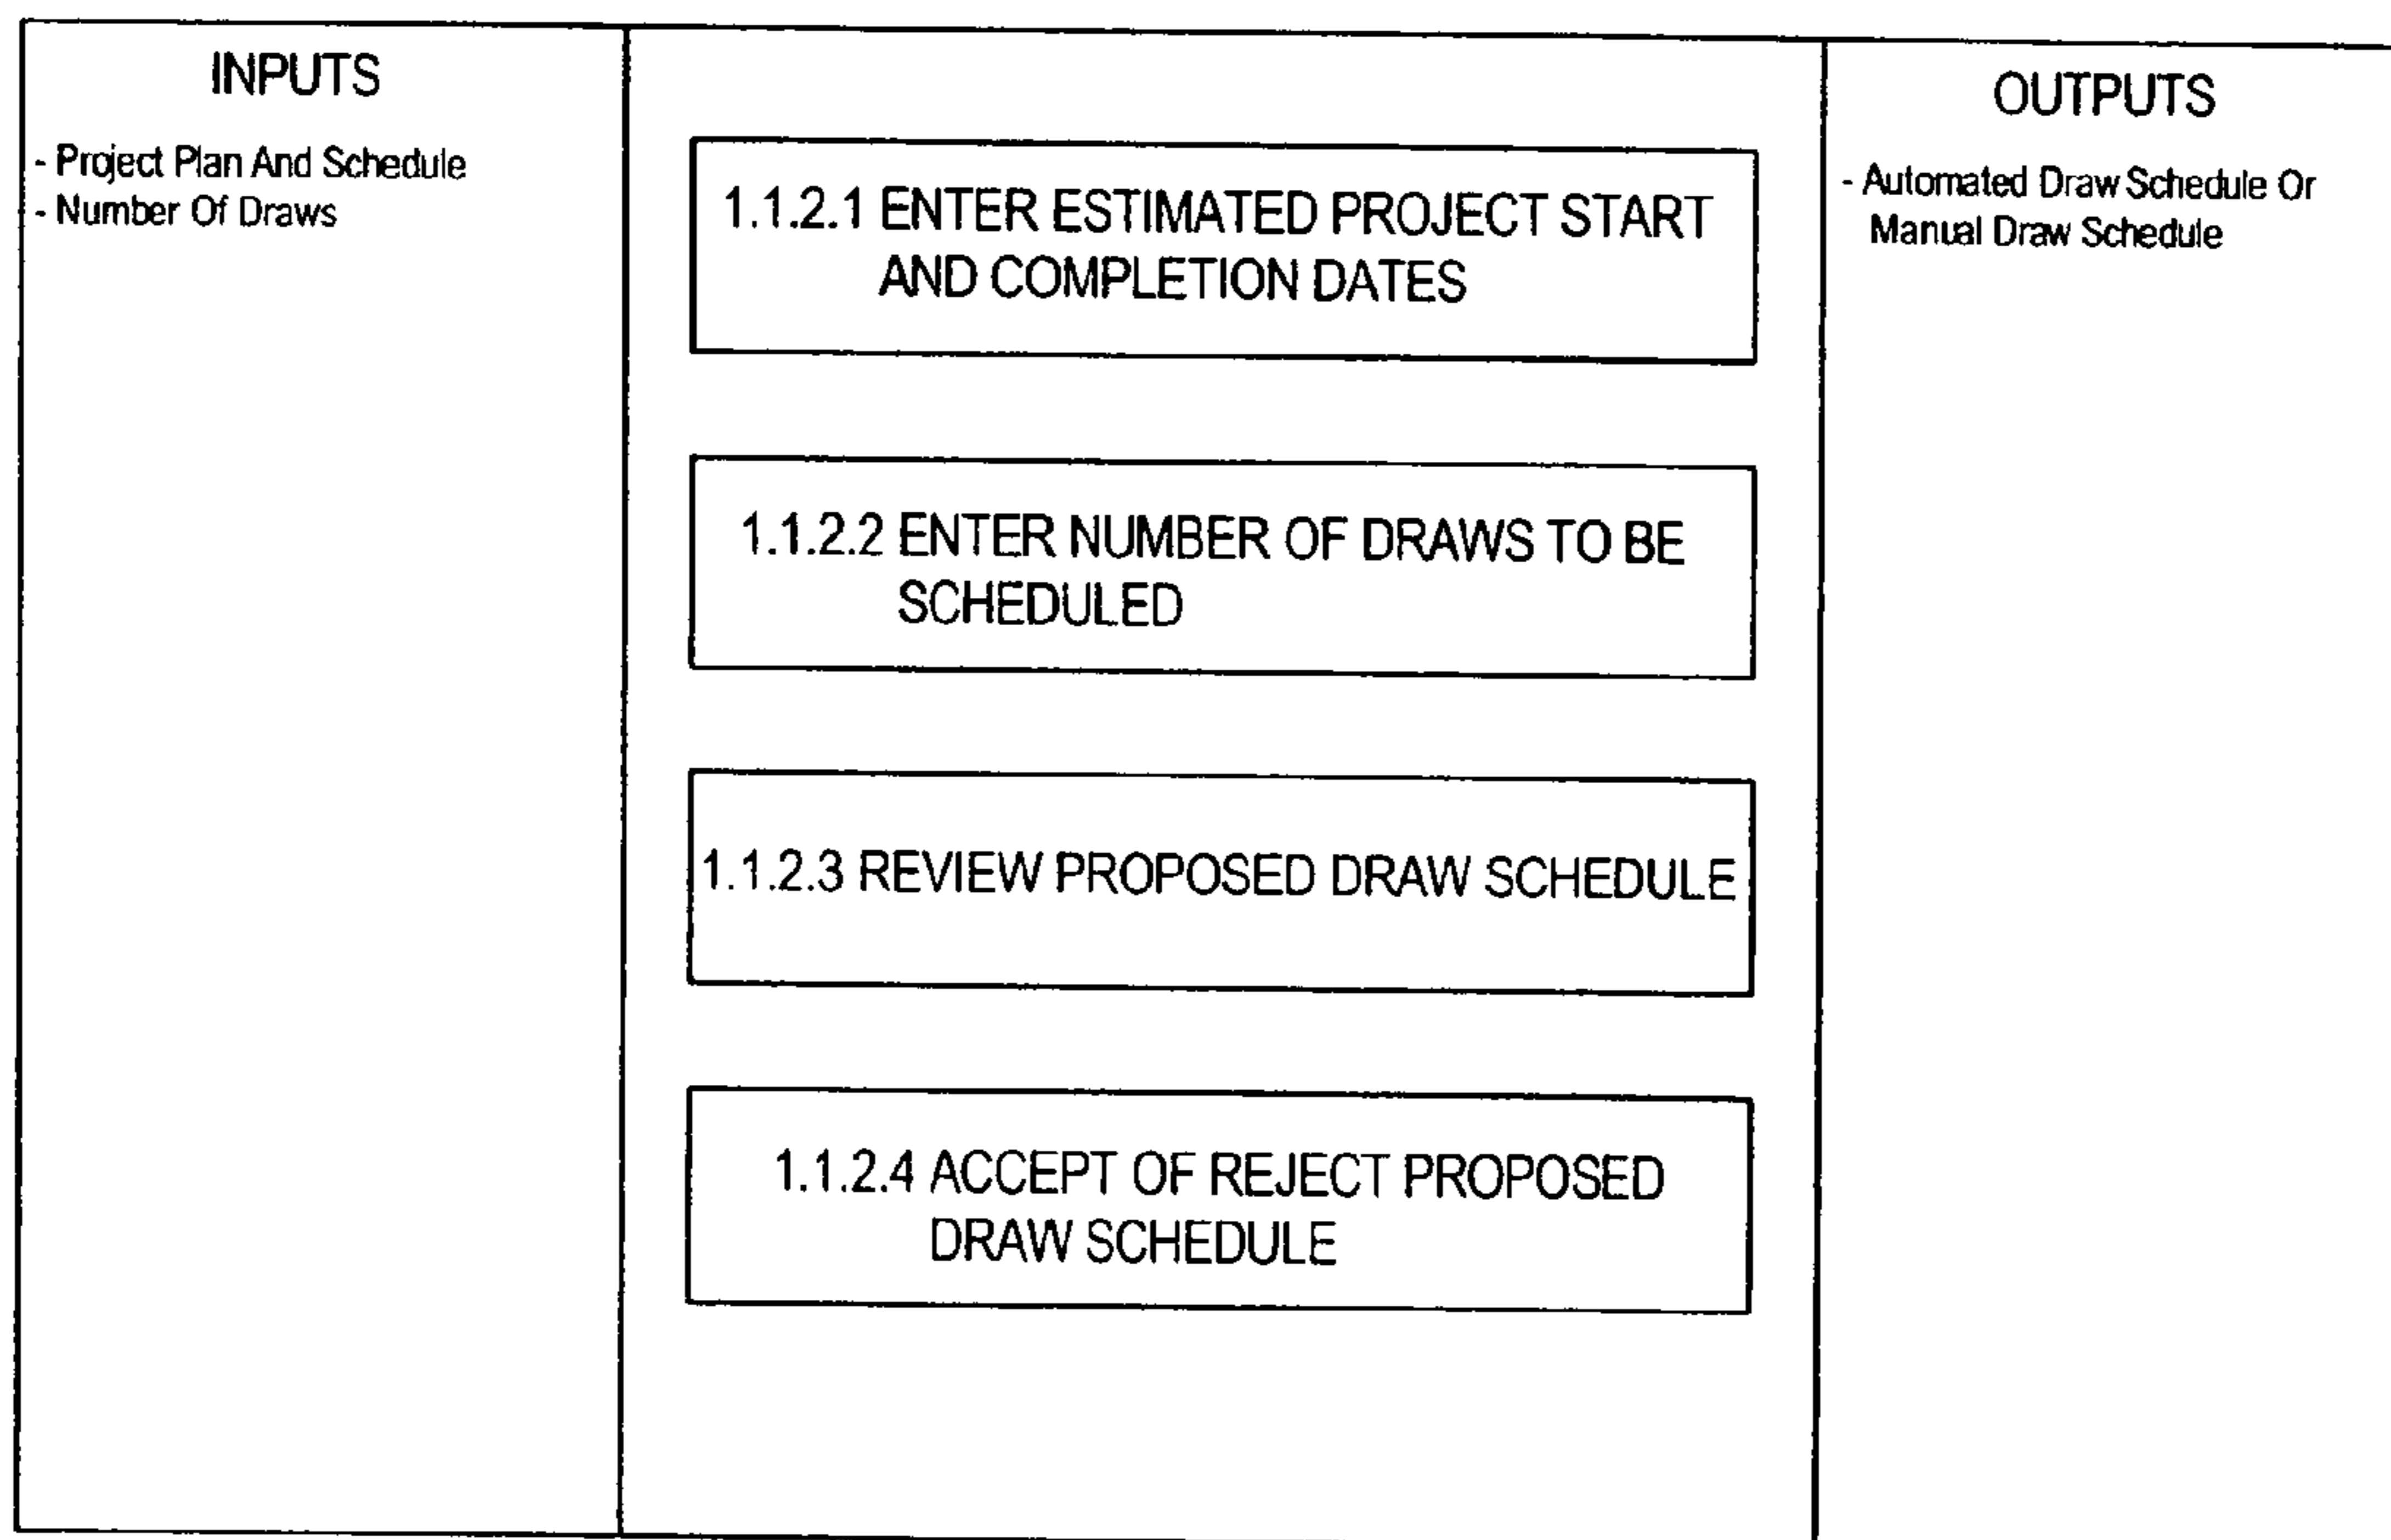 INPUTS
- Project Plan And Schedule
- Number Of Draws
1.1.2.1 ENTER ESTIMATED PROJECT START
AND COMPLETION DATES
1.1.2.2 ENTER NUMBER OF DRAWS TO BE
SCHEDULED
1.1.2.3 REVIEW PROPOSED DRAW SCHEDULE
1.1.2.4 ACCEPT OF REJECT PROPOSED
DRAW SCHEDULE
OUTPUTS
- Automated Draw Schedule Or
Manual Draw Schedule